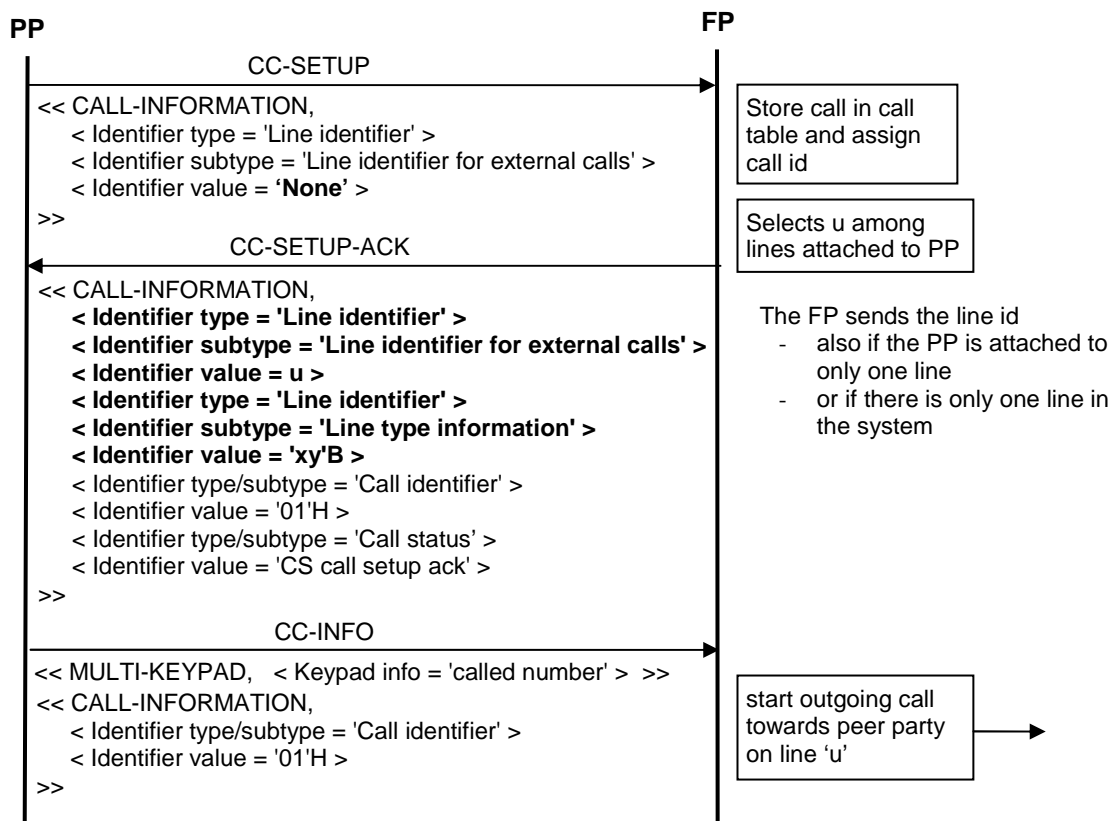 PP
FP
CC-SETUP
<< CALL-INFORMATION,
< Identifier type = 'Line identifier' >
< Identifier subtype = 'Line identifier for external calls' >
< Identifier value = ‘None’ >
>>
Store call in call
table and assign
call id
Selects u among
lines attached to PP
CC-SETUP-ACK
<< CALL-INFORMATION,
< Identifier type = 'Line identifier' >
< Identifier subtype = 'Line identifier for external calls' >
< Identifier value = u >
< Identifier type = 'Line identifier' >
< Identifier subtype = 'Line type information' >
< Identifier value = 'xy'B >
< Identifier type/subtype = 'Call identifier' >
< Identifier value = '01'H >
< Identifier type/subtype = 'Call status’ >
< Identifier value = 'CS call setup ack' >
>>
The FP sends the line id
- also if the PP is attached to
only one line
- or if there is only one line in
the system
CC-INFO
<< MULTI-KEYPAD, < Keypad info = 'called number' > >>
<< CALL-INFORMATION,
< Identifier type/subtype = 'Call identifier' >
< Identifier value = '01'H >
>>
start outgoing call
towards peer party
on line ‘u’